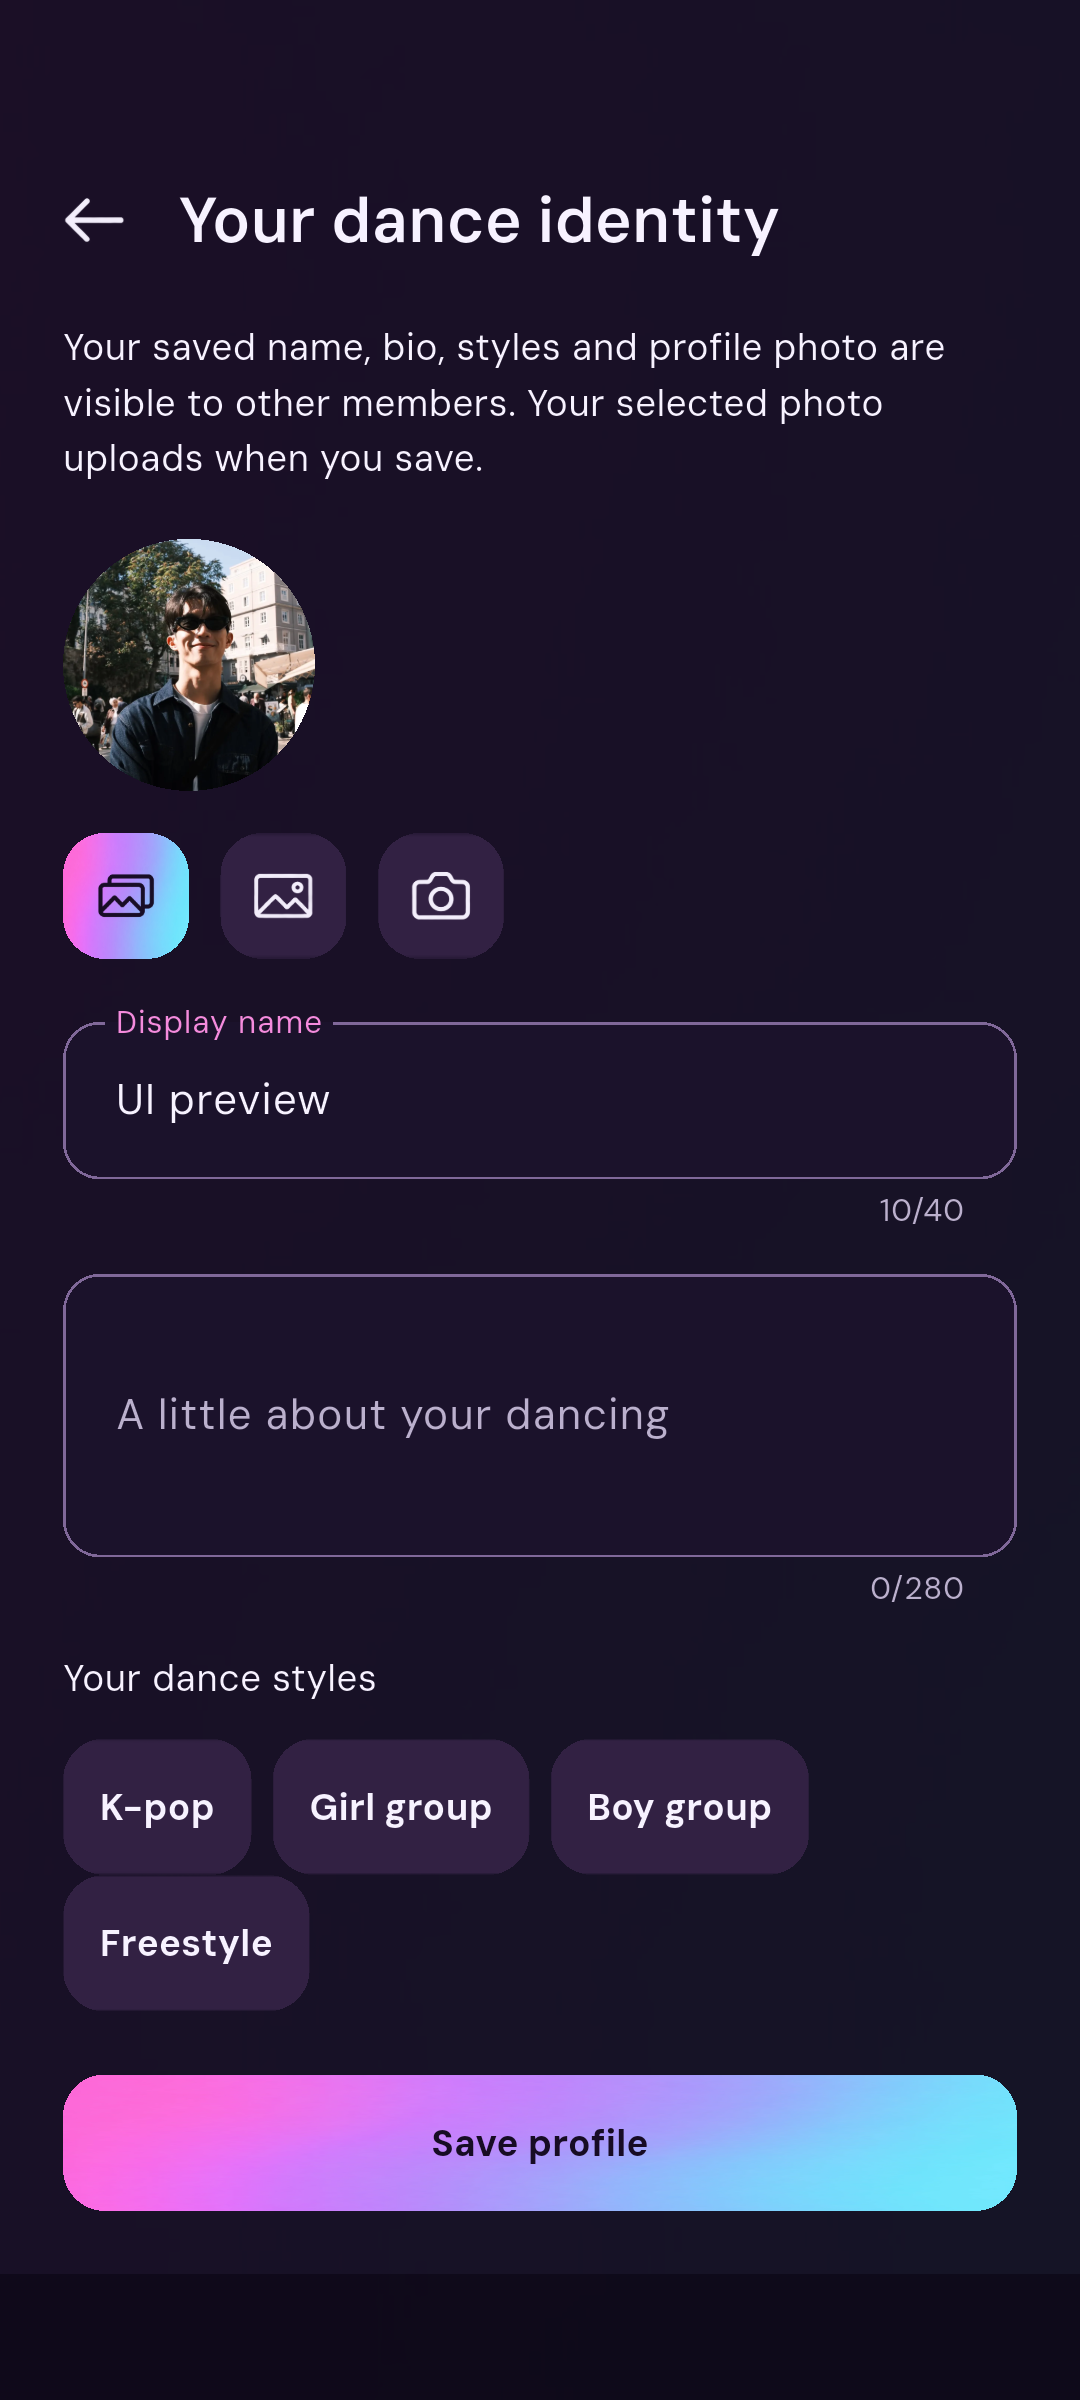 Your dance identity
Your saved name, bio, styles and profile photo are
visible to other members. Your selected photo
uploads when you save.
Display name
UI preview
10/40
A little about your dancing
0/280
Your dance styles
K-pop
Girl group
Boy group
Freestyle
Save profile